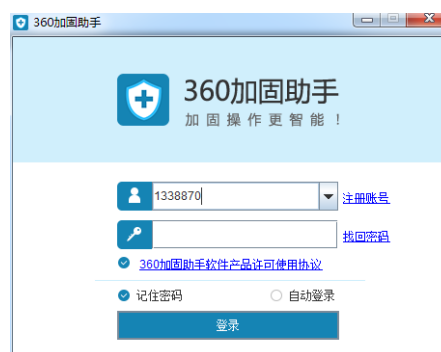 360加固助手
360加固助手
加固操作更智能！
1338870
注册账号
找回密码
360加固助手软件产品许可使用协议
记住密码
自动登录
登录